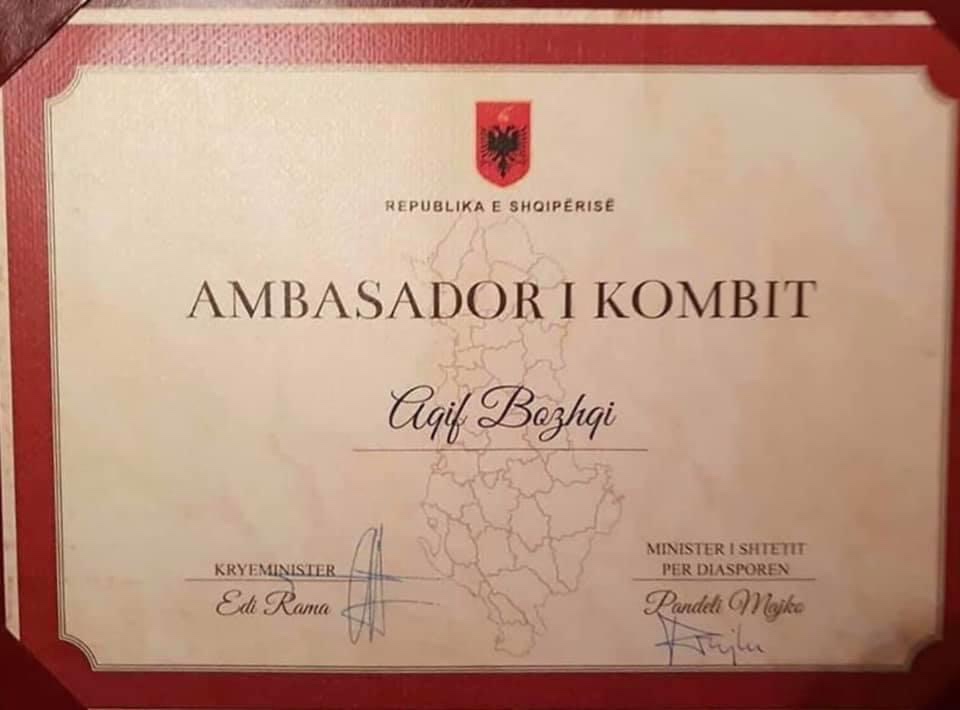 REPUBLIKA E SHQIPËRISË
AMBASADOR I KOMBIT
Aqif Bozhqi
KRYEMINISTER
Edi Rama
MINISTER I SHTETIT
PER DIASPOREN
Pandeli Majko